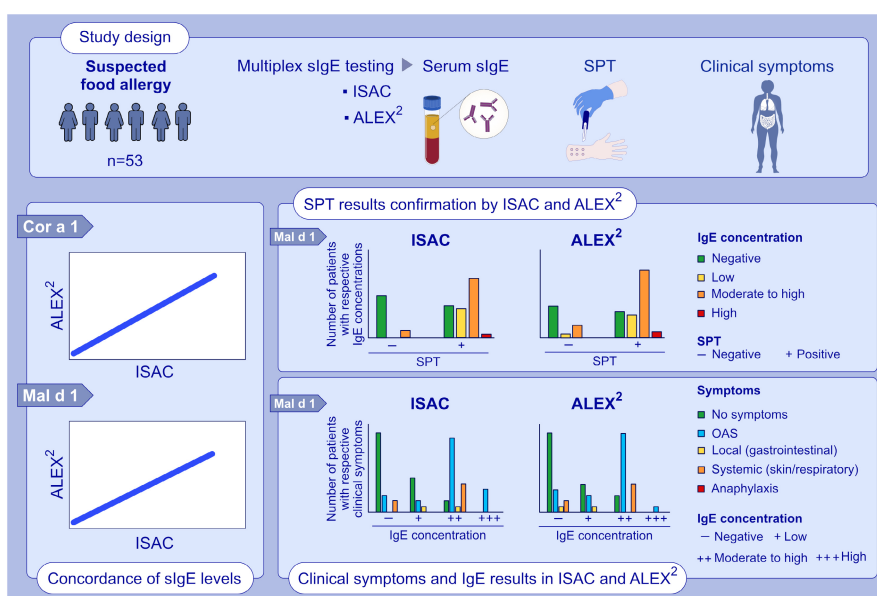 Study design
Suspected
food allergy
n=53
Multiplex sIgE testing
▪ ISAC
▪ ALEX²
Serum sIgE
SPT
Clinical symptoms
Cor a 1
ALEX²
ISAC
Mal d 1
ALEX²
ISAC
Concordance of sIgE levels
SPT results confirmation by ISAC and ALEX²
Mal d 1
ISAC
ALEX²
Number of patients
with respective
IgE concentrations
– +
SPT
– +
SPT
IgE concentration
Negative
Low
Moderate to high
High
SPT
– Negative + Positive
Mal d 1
ISAC
ALEX²
Number of patients
with respective
clinical symptoms
– + ++ +++
IgE concentration
– + ++ +++
IgE concentration
Symptoms
No symptoms
OAS
Local (gastrointestinal)
Systemic (skin/respiratory)
Anaphylaxis
IgE concentration
– Negative + Low
++ Moderate to high +++ High
Clinical symptoms and IgE results in ISAC and ALEX²